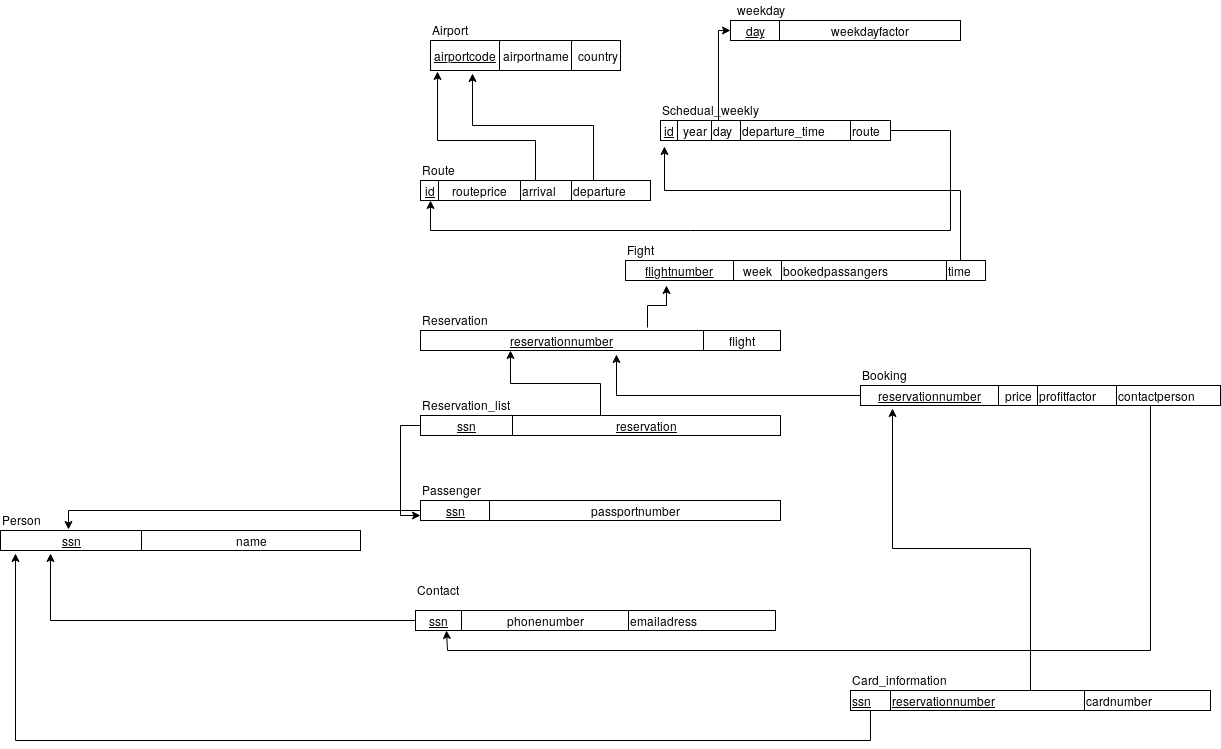 weekday
day weekdayfactor
Airport
airportcode airportname country
Schedual_weekly
id year day departure_time route
Route
id routeprice arrival departure
Fight
flightnumber week bookedpassangers time
Reservation
reservationnumber flight
Booking
reservationnumber price profitfactor contactperson
Reservation_list
ssn reservation
Passenger
ssn passportnumber
Person
ssn name
Contact
ssn phonenumber emailadress
Card_information
ssn reservationnumber cardnumber